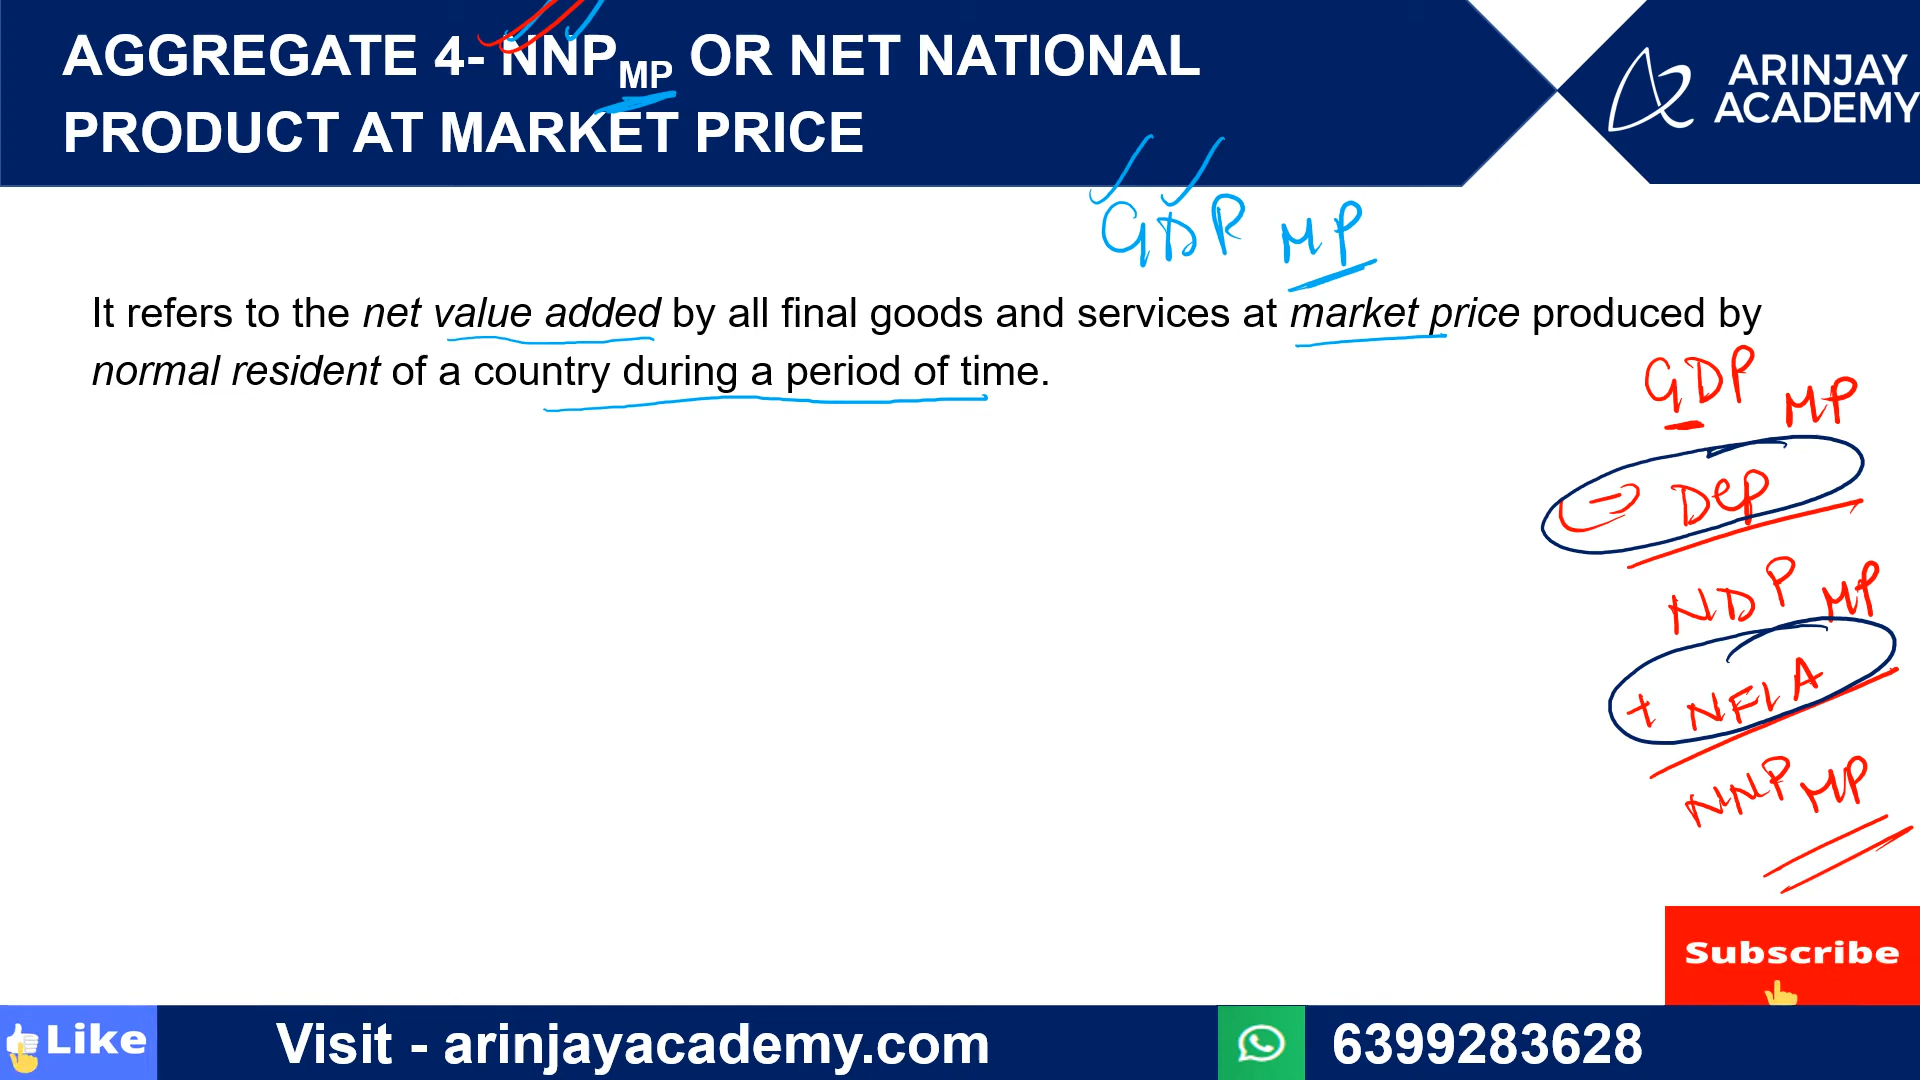 AGGREGATE 4- NNPMP OR NET NATIONAL
PRODUCT AT MARKET PRICE
ARINJAY
ACADEMY
GDP MP
It refers to the net value added by all final goods and services at market price produced by
normal resident of a country during a period of time.
GDP MP
(-) Dep
NDP MP
+ NFIA
NNP MP
Subscribe
Like
Visit - arinjayacademy.com
6399283628